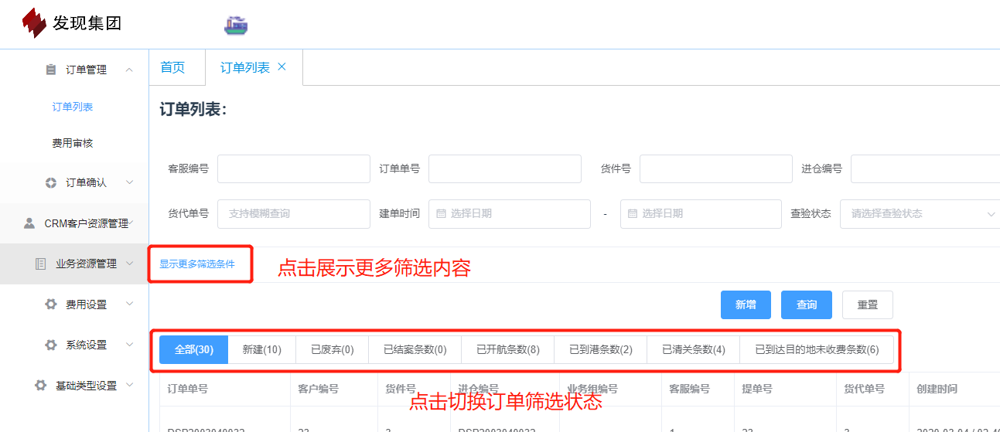 发现集团
订单管理
订单列表
费用审核
订单确认
CRM客户资源管理
业务资源管理
费用设置
系统设置
基础类型设置
首页 订单列表 ×
订单列表:
客服编号 订单单号 货件号 进仓编号
货代单号 支持模糊查询 建单时间 选择日期 - 选择日期 查验状态 请选择查验状态
显示更多筛选条件 点击展示更多筛选内容
新增 查询 重置
全部(30) 新建(10) 已废弃(0) 已结案条数(0) 已开航条数(8) 已到港条数(2) 已清关条数(4) 已到达目的地未收费条数(6)
订单单号 客户编号 货件号 进仓编号 业务组编号 客服编号 提单号 货代单号 创建时间
点击切换订单筛选状态